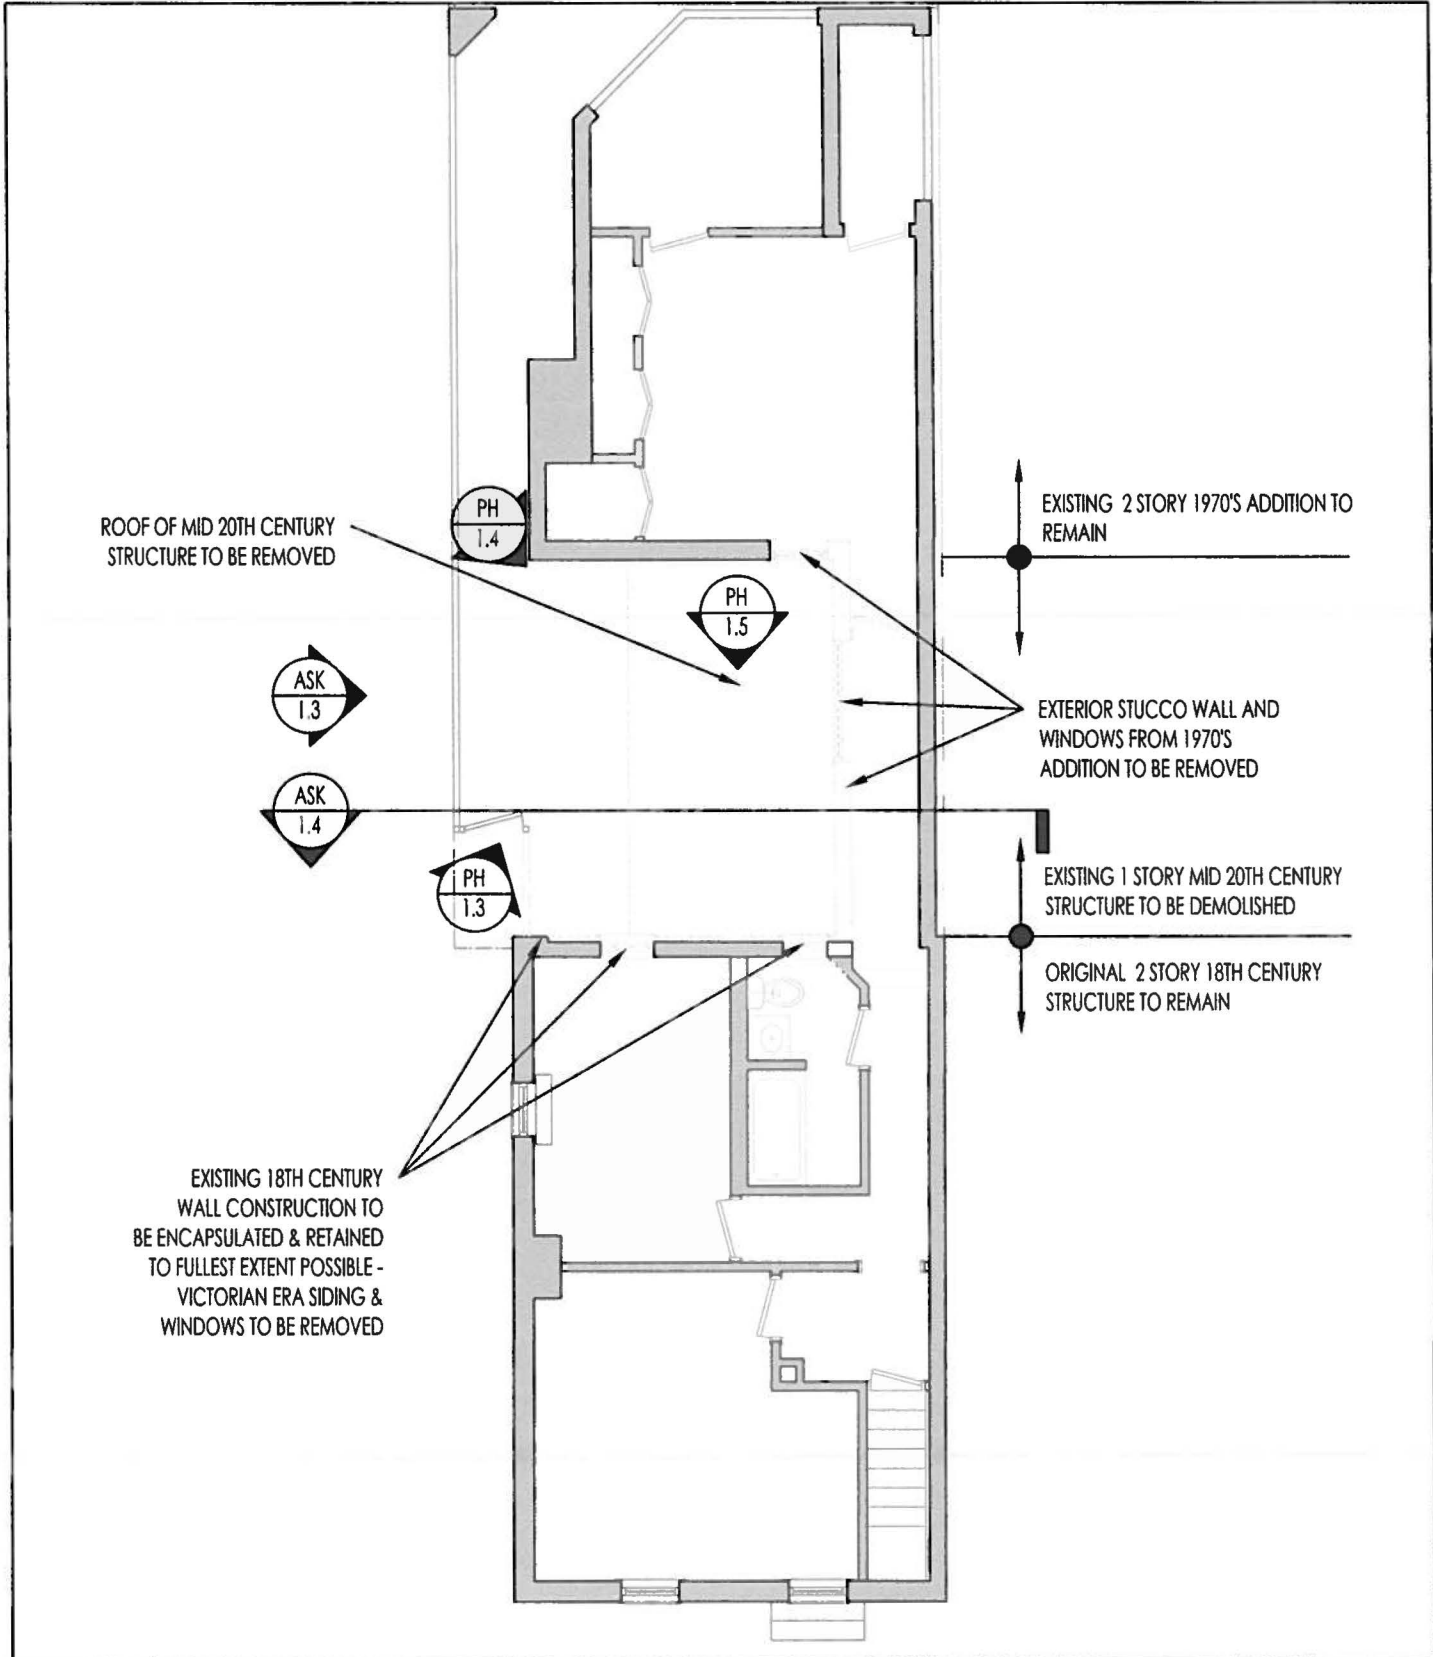 PH
1.4
EXISTING 2 STORY 1970'S ADDITION TO
REMAIN
ROOF OF MID 20TH CENTURY
STRUCTURE TO BE REMOVED
PH
1.5
ASK
1.3
EXTERIOR STUCCO WALL AND
WINDOWS FROM 1970'S
ADDITION TO BE REMOVED
ASK
1.4
PH
1.3
EXISTING 1 STORY MID 20TH CENTURY
STRUCTURE TO BE DEMOLISHED
ORIGINAL 2 STORY 18TH CENTURY
STRUCTURE TO REMAIN
EXISTING 18TH CENTURY
WALL CONSTRUCTION TO
BE ENCAPSULATED & RETAINED
TO FULLEST EXTENT POSSIBLE -
VICTORIAN ERA SIDING &
WINDOWS TO BE REMOVED